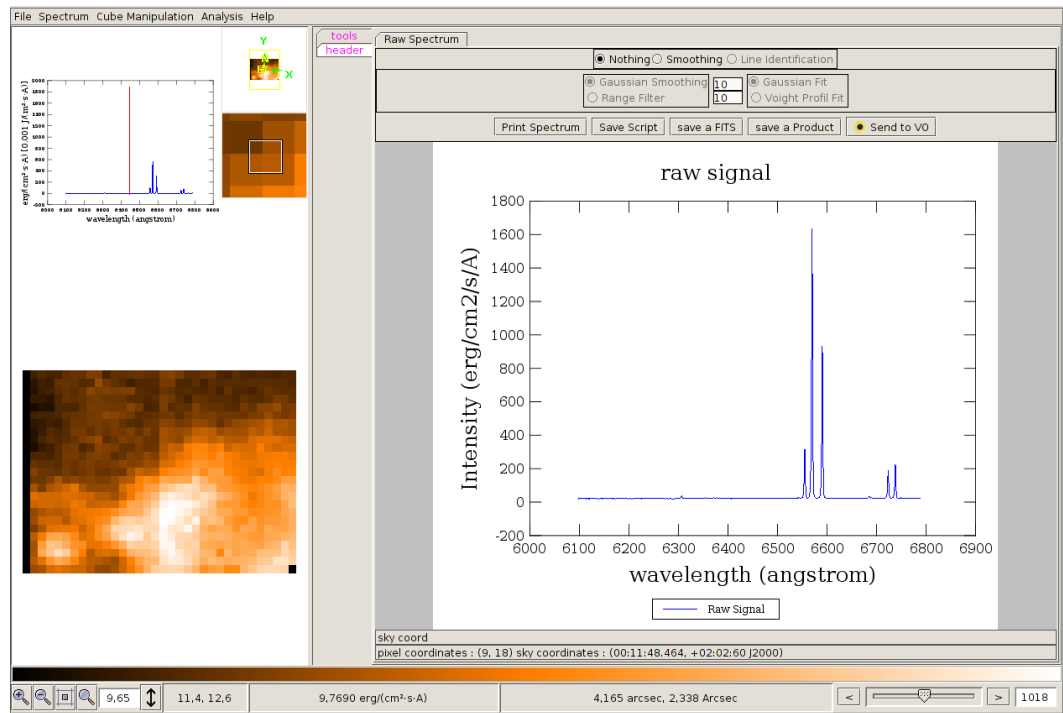 File Spectrum Cube Manipulation Analysis Help
tools
header
Raw Spectrum
Nothing Smoothing Line Identification
Gaussian Smoothing 10 Gaussian Fit
Range Filter 10 Voight Profil Fit
Print Spectrum Save Script save a FITS save a Product Send to VO
Y
X
erg/(cm²·s·A) [0.001 J/(m²·s·A)]
wavelength (angstrom)
raw signal
Intensity (erg/cm2/s/A)
1800
1600
1400
1200
1000
800
600
400
200
0
-200
6000 6100 6200 6300 6400 6500 6600 6700 6800 6900
wavelength (angstrom)
Raw Signal
sky coord
pixel coordinates : (9, 18) sky coordinates : (00:11:48.464, +02:02:60 J2000)
9,65 11,4, 12,6 9,7690 erg/(cm²·s·A) 4,165 arcsec, 2,338 Arcsec < > 1018